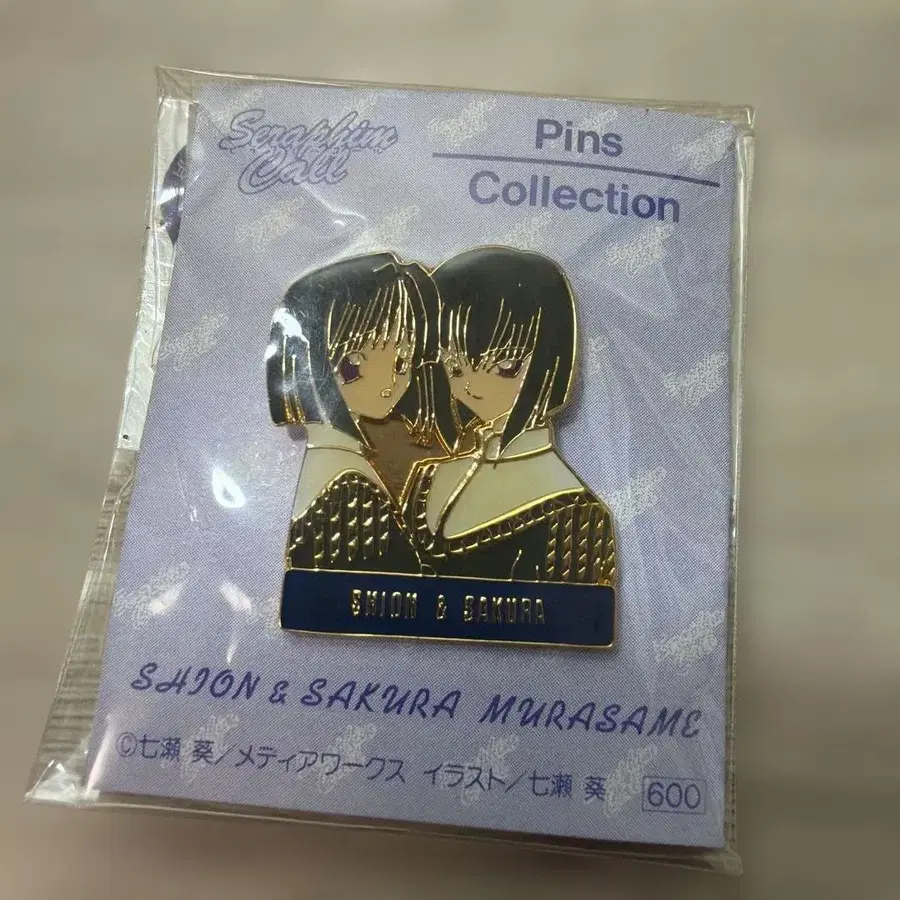 Seraphim
Call
Pins
Collection
SHION & SAKURA
SHION & SAKURA MURASAME
©七瀬 葵/メディアワークス イラスト/七瀬 葵
600